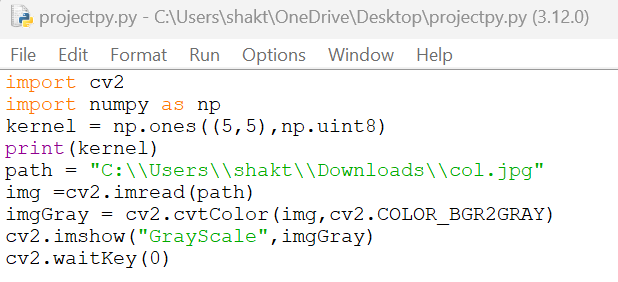 projectpy.py - C:\Users\shakt\OneDrive\Desktop\projectpy.py (3.12.0)
File Edit Format Run Options Window Help
import cv2
import numpy as np
kernel = np.ones((5,5),np.uint8)
print(kernel)
path = "C:\\Users\\shakt\\Downloads\\col.jpg"
img =cv2.imread(path)
imgGray = cv2.cvtColor(img,cv2.COLOR_BGR2GRAY)
cv2.imshow("GrayScale",imgGray)
cv2.waitKey(0)